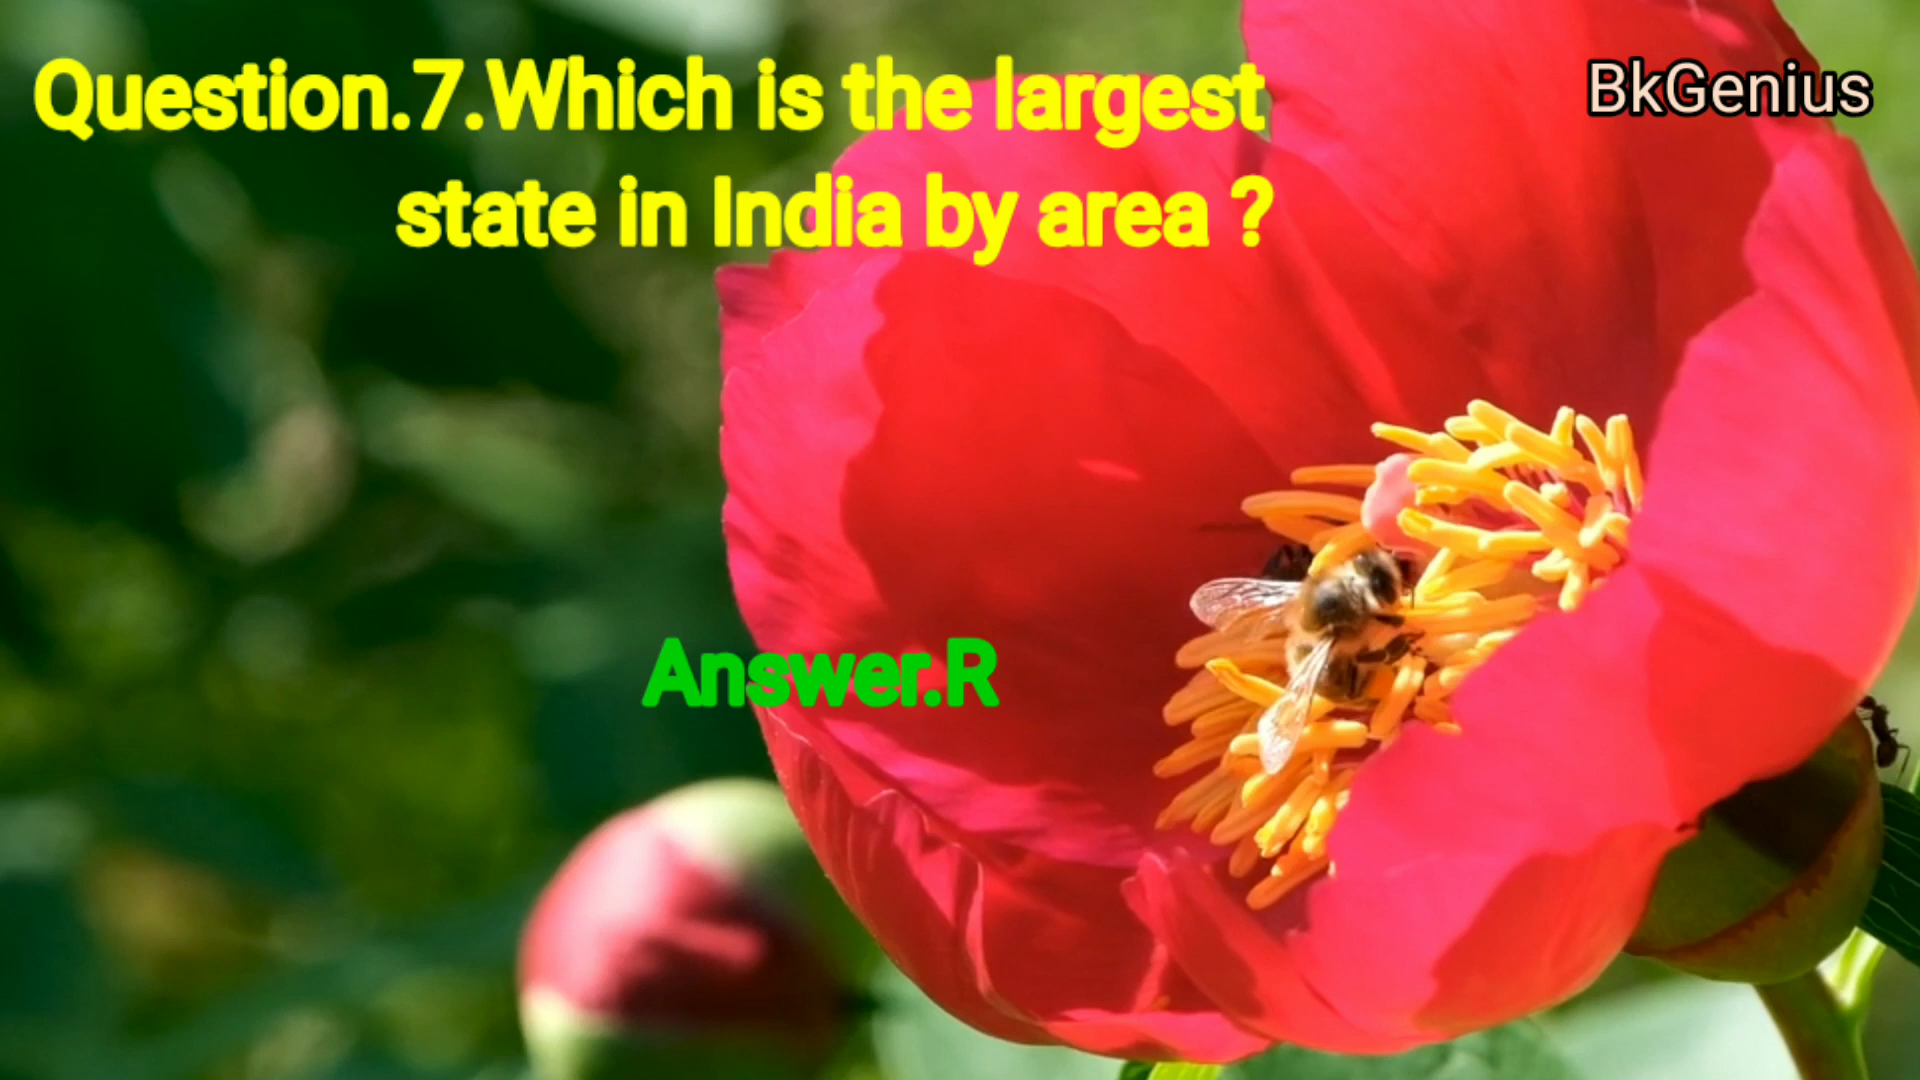 Question.7.Which is the largest
state in India by area ?
BkGenius
Answer.R